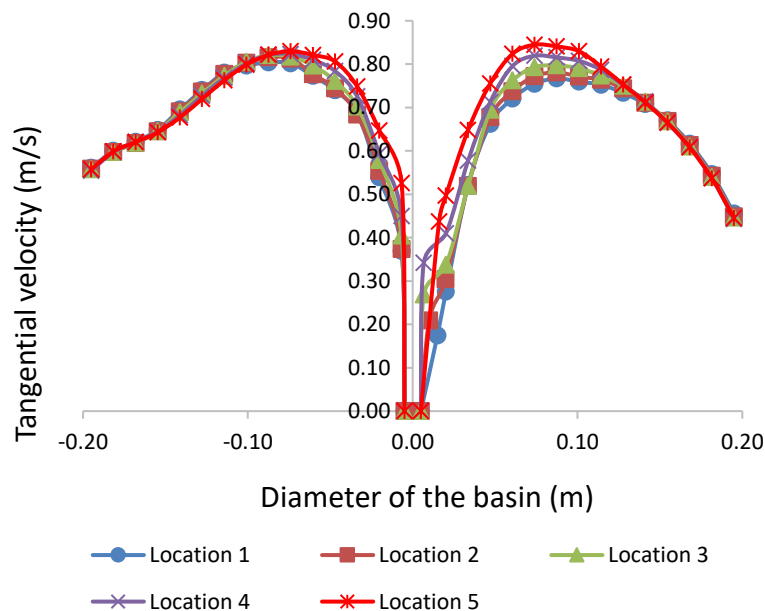 Tangential velocity (m/s)
0.90
0.80
0.70
0.60
0.50
0.40
0.30
0.20
0.10
0.00
-0.20 -0.10 0.00 0.10 0.20
Diameter of the basin (m)
Location 1 Location 2 Location 3
Location 4 Location 5